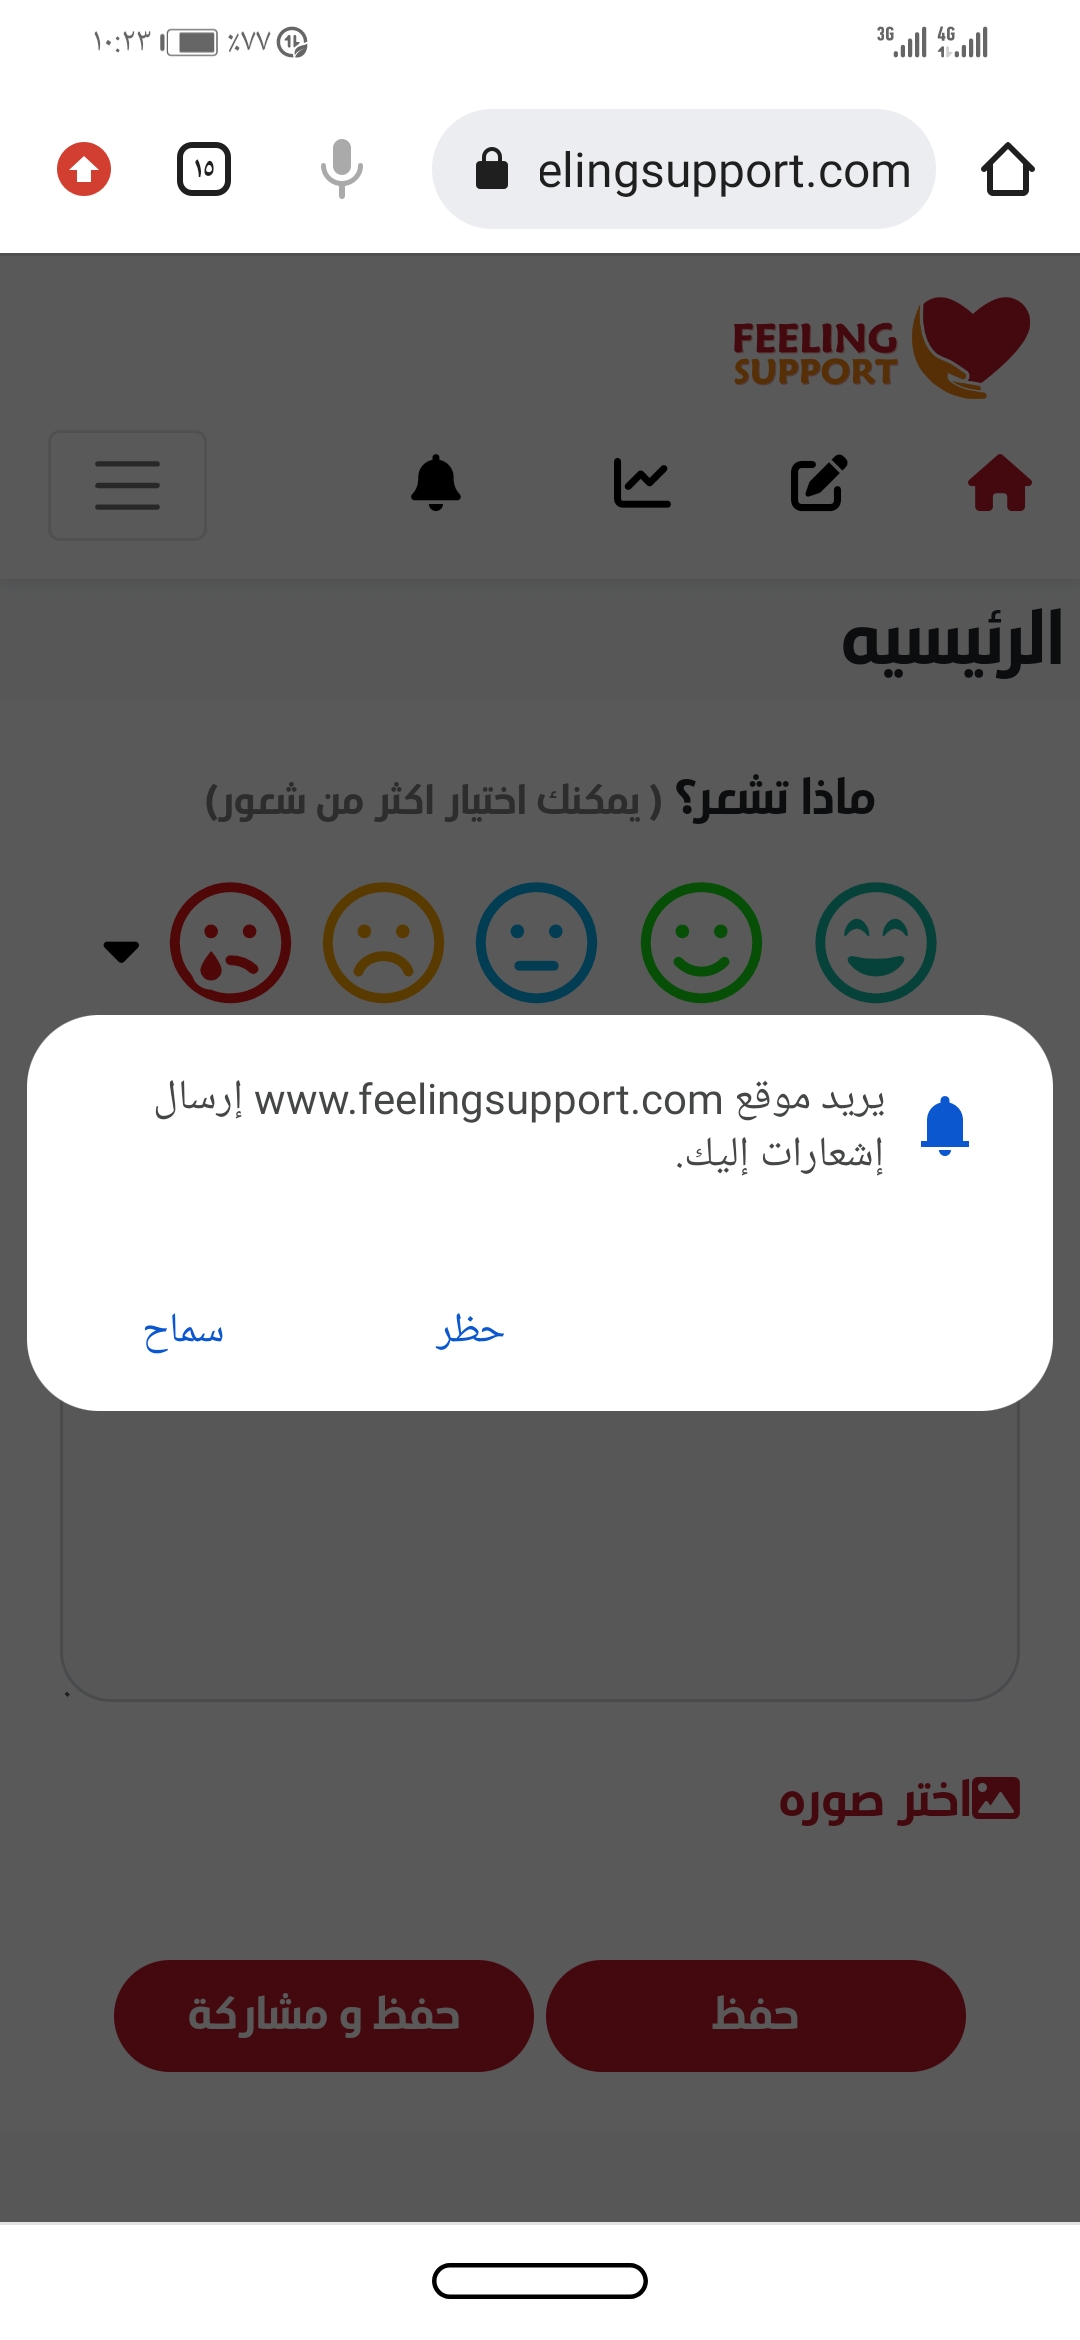 ١٠:٢٣ ٪٧٧ 3G 4G
١٥ elingsupport.com
FEELING
SUPPORT
الرئيسيه
ماذا تشعر؟ ( يمكنك اختيار اكثر من شعور)
يريد موقع www.feelingsupport.com إرسال
إشعارات إليك.
حظر سماح
اختر صوره
حفظ حفظ و مشاركة